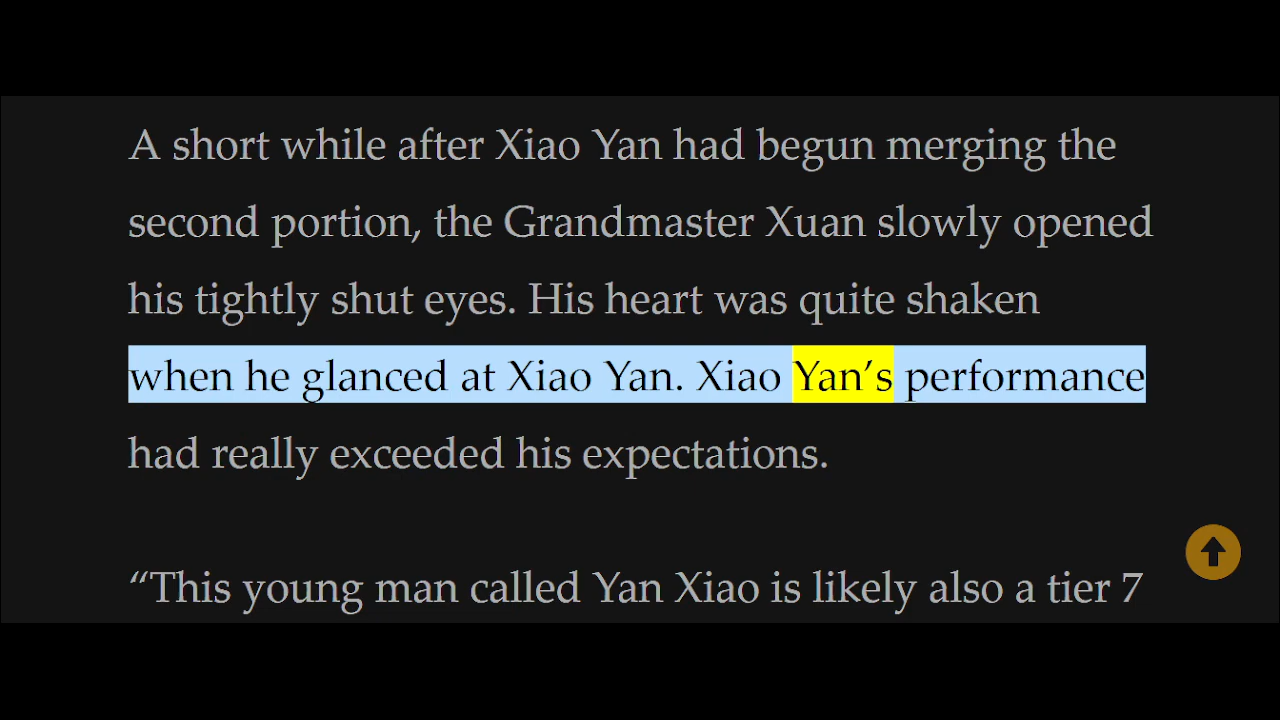 A short while after Xiao Yan had begun merging the
second portion, the Grandmaster Xuan slowly opened
his tightly shut eyes. His heart was quite shaken
when he glanced at Xiao Yan. Xiao Yan’s performance
had really exceeded his expectations.
“This young man called Yan Xiao is likely also a tier 7